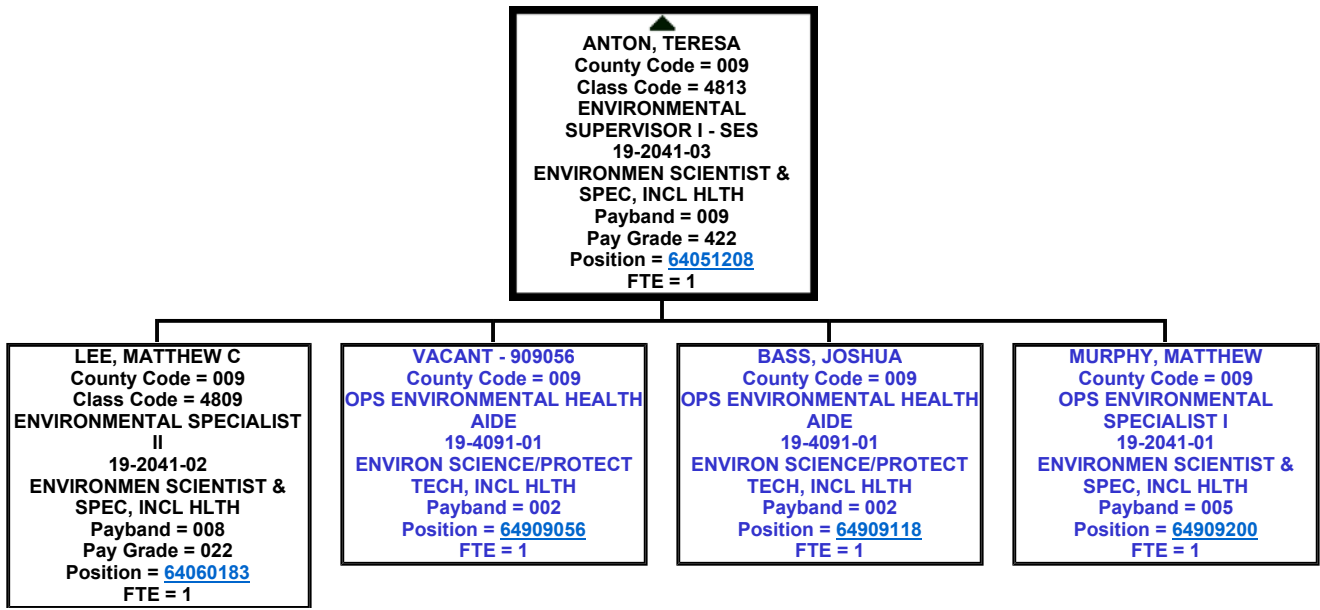 ANTON, TERESA
County Code = 009
Class Code = 4813
ENVIRONMENTAL
SUPERVISOR I - SES
19-2041-03
ENVIRONMEN SCIENTIST &
SPEC, INCL HLTH
Payband = 009
Pay Grade = 422
Position = 64051208
FTE = 1
LEE, MATTHEW C
County Code = 009
Class Code = 4809
ENVIRONMENTAL SPECIALIST
II
19-2041-02
ENVIRONMEN SCIENTIST &
SPEC, INCL HLTH
Payband = 008
Pay Grade = 022
Position = 64060183
FTE = 1
VACANT - 909056
County Code = 009
OPS ENVIRONMENTAL HEALTH
AIDE
19-4091-01
ENVIRON SCIENCE/PROTECT
TECH, INCL HLTH
Payband = 002
Position = 64909056
FTE = 1
BASS, JOSHUA
County Code = 009
OPS ENVIRONMENTAL HEALTH
AIDE
19-4091-01
ENVIRON SCIENCE/PROTECT
TECH, INCL HLTH
Payband = 002
Position = 64909118
FTE = 1
MURPHY, MATTHEW
County Code = 009
OPS ENVIRONMENTAL
SPECIALIST I
19-2041-01
ENVIRONMEN SCIENTIST &
SPEC, INCL HLTH
Payband = 005
Position = 64909200
FTE = 1